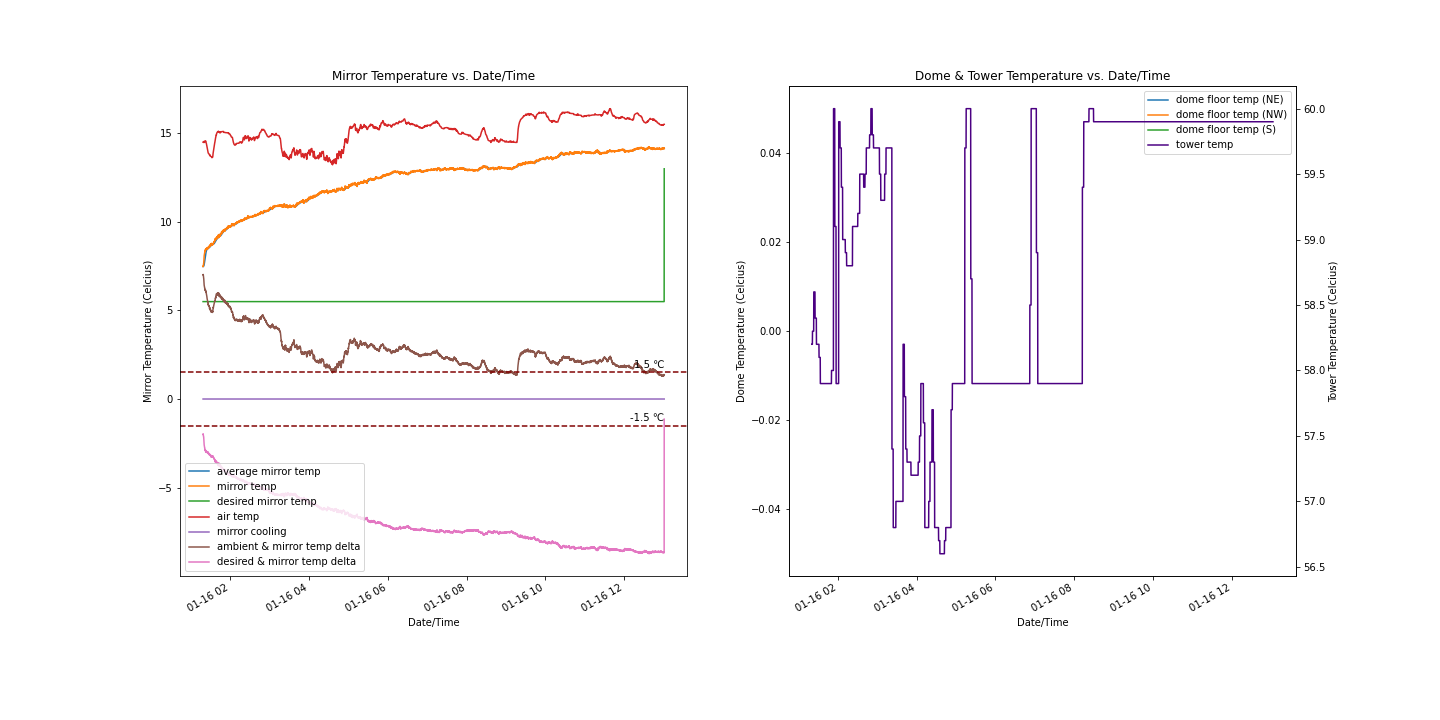 Mirror Temperature vs. Date/Time
Mirror Temperature (Celcius)
15
10
5
0
−5
1.5 °C
-1.5 °C
average mirror temp
mirror temp
desired mirror temp
air temp
mirror cooling
ambient & mirror temp delta
desired & mirror temp delta
01-16 02
01-16 04
01-16 06
01-16 08
01-16 10
01-16 12
Date/Time
Dome & Tower Temperature vs. Date/Time
Dome Temperature (Celcius)
0.04
0.02
0.00
−0.02
−0.04
dome floor temp (NE)
dome floor temp (NW)
dome floor temp (S)
tower temp
60.0
59.5
59.0
58.5
58.0
57.5
57.0
56.5
Tower Temperature (Celcius)
01-16 02
01-16 04
01-16 06
01-16 08
01-16 10
01-16 12
Date/Time